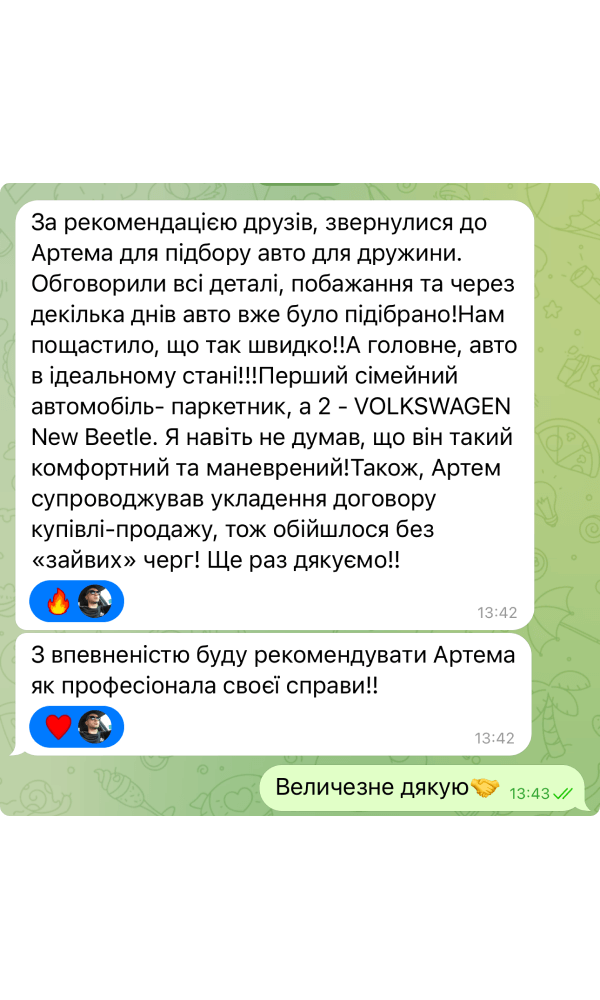 За рекомендацією друзів, звернулися до
Артема для підбору авто для дружини.
Обговорили всі деталі, побажання та через
декілька днів авто вже було підібрано!Нам
пощастило, що так швидко!!А головне, авто
в ідеальному стані!!!Перший сімейний
автомобіль- паркетник, а 2 - VOLKSWAGEN
New Beetle. Я навіть не думав, що він такий
комфортний та маневрений!Також, Артем
супроводжував укладення договору
купівлі-продажу, тож обійшлося без
«зайвих» черг! Ще раз дякуємо!!
🔥
13:42
З впевненістю буду рекомендувати Артема
як професіонала своєї справи!!
❤️
13:42
Величезне дякую🤝 13:43